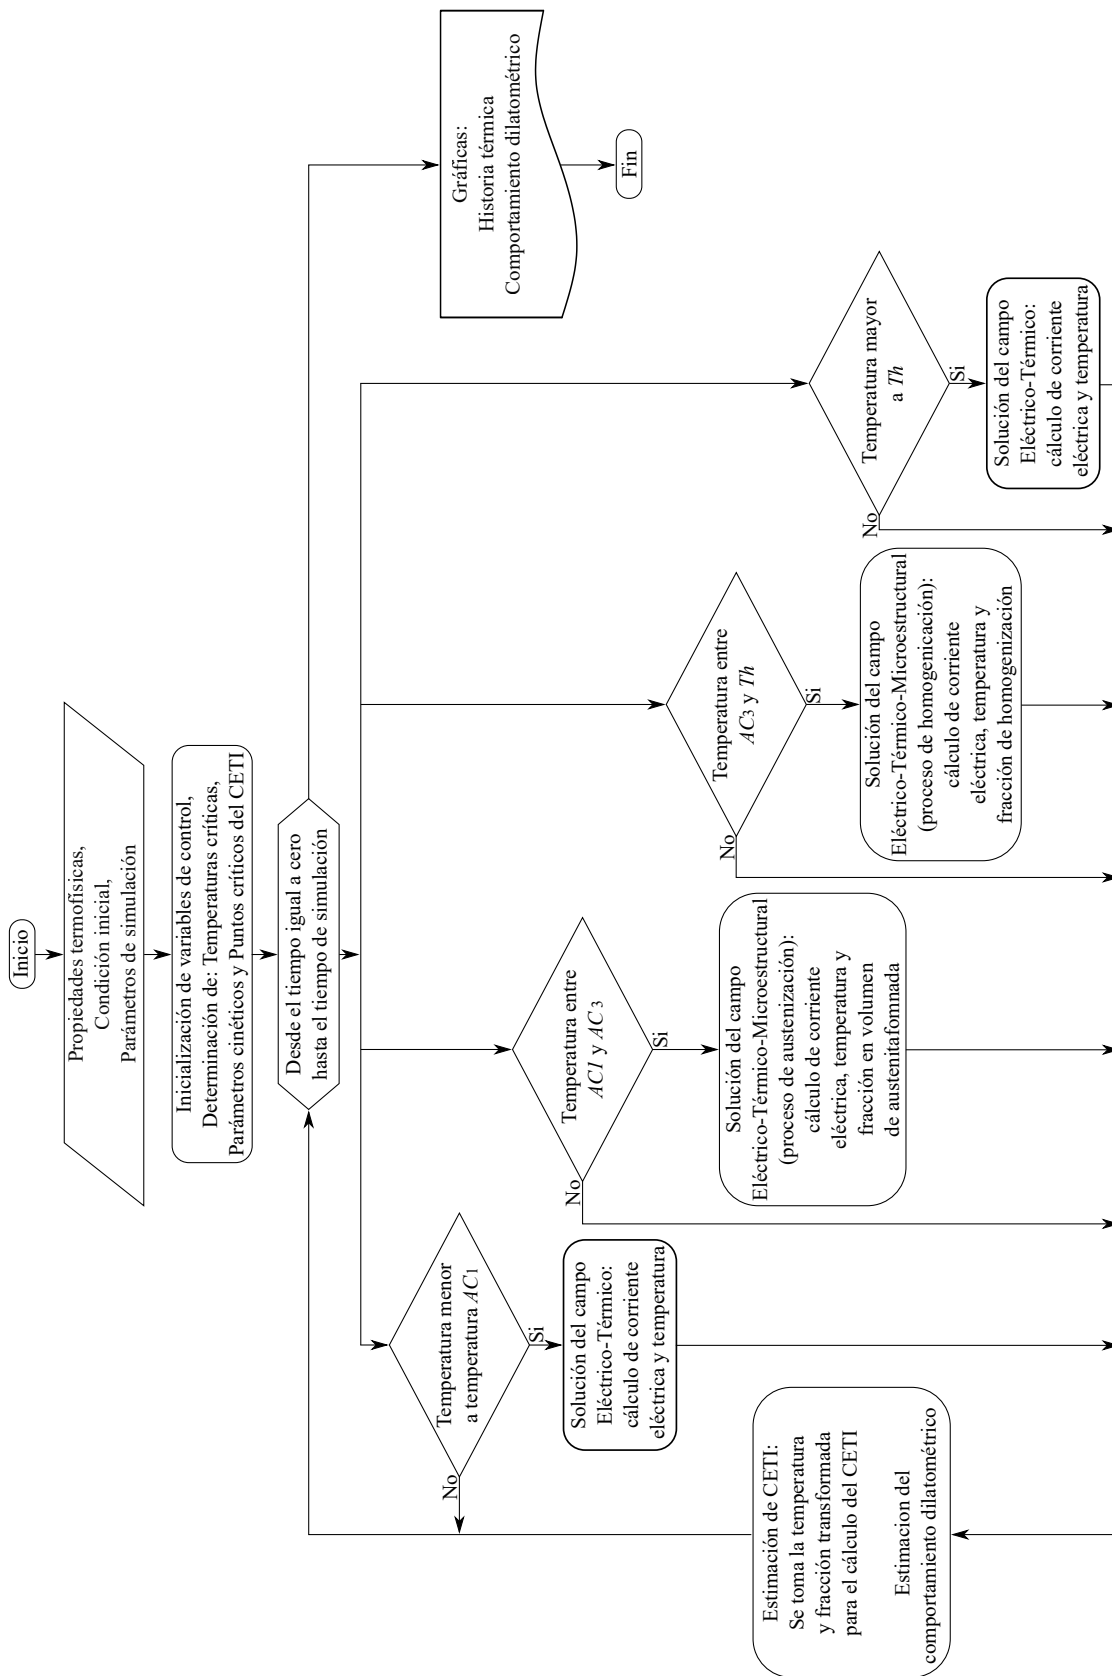 Inicio
Propiedades termofísicas,
Condición inicial,
Parámetros de simulación
Inicialización de variables de control,
Determinación de: Temperaturas críticas,
Parámetros cinéticos y Puntos críticos del CETI
Desde el tiempo igual a cero
hasta el tiempo de simulación
Gráficas:
Historia térmica
Comportamiento dilatométrico
Fin
Temperatura menor
a temperatura AC1
No
Si
Solución del campo
Eléctrico-Térmico:
cálculo de corriente
eléctrica y temperatura
Temperatura entre
AC1 y AC3
No
Si
Solución del campo
Eléctrico-Térmico-Microestructural
(proceso de austenización):
cálculo de corriente
eléctrica, temperatura y
fracción en volumen
de austenitafomnada
Temperatura entre
AC3 y Th
No
Si
Solución del campo
Eléctrico-Térmico-Microestructural
(proceso de homogenicación):
cálculo de corriente
eléctrica, temperatura y
fracción de homogenización
Temperatura mayor
a Th
No
Si
Solución del campo
Eléctrico-Térmico:
cálculo de corriente
eléctrica y temperatura
Estimación de CETI:
Se toma la temperatura
y fracción transformada
para el cálculo del CETI
Estimacion del
comportamiento dilatométrico